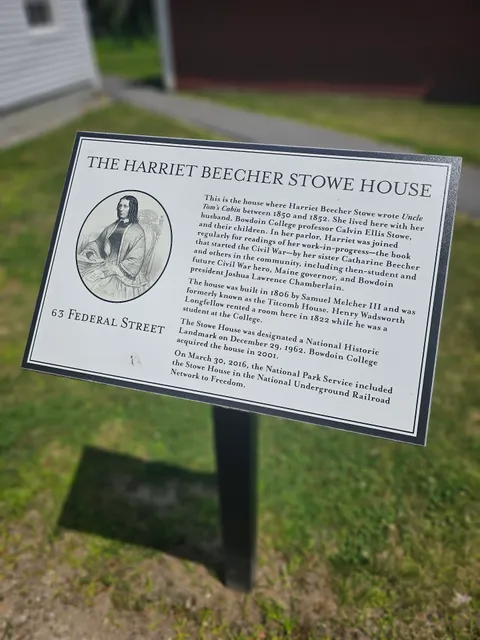 THE HARRIET BEECHER STOWE HOUSE
This is the house where Harriet Beecher Stowe wrote Uncle
Tom's Cabin between 1850 and 1852. She lived here with her
husband, Bowdoin College professor Calvin Ellis Stowe,
and their children. In her parlor, Harriet was joined
regularly for readings of her work-in-progress—the book
that started the Civil War—by her sister Catharine Beecher
and others in the community, including then-student and
future Civil War hero, Maine governor, and Bowdoin
president Joshua Lawrence Chamberlain.
The house was built in 1806 by Samuel Melcher III and was
formerly known as the Titcomb House. Henry Wadsworth
Longfellow rented a room here in 1822 while he was a
student at the College.
The Stowe House was designated a National Historic
Landmark on December 29, 1962. Bowdoin College
acquired the house in 2001.
On March 30, 2016, the National Park Service included
the Stowe House in the National Underground Railroad
Network to Freedom.
63 FEDERAL STREET